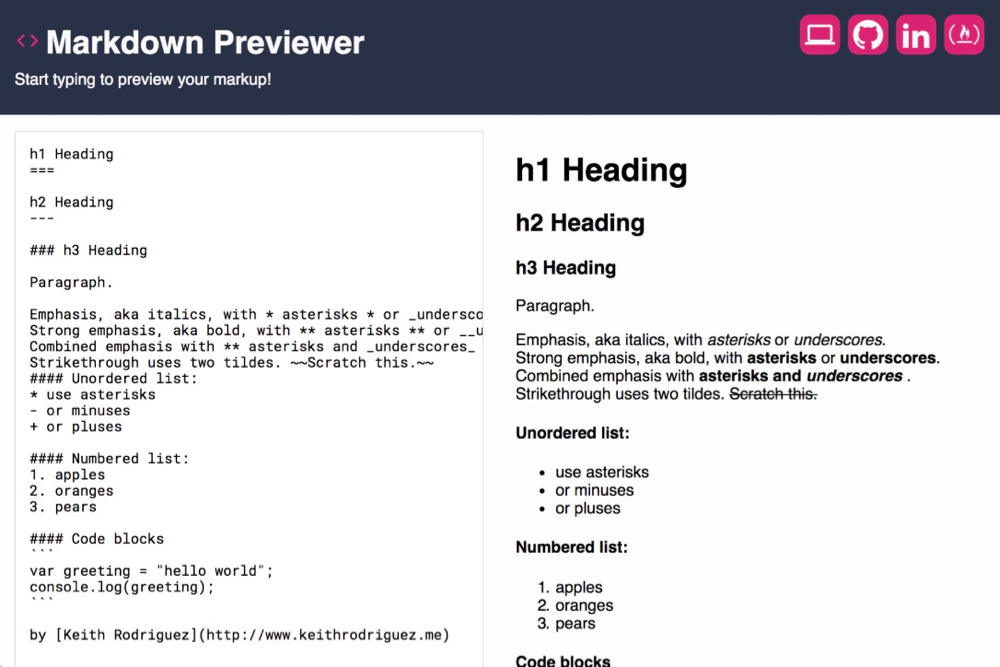 <> Markdown Previewer
Start typing to preview your markup!
in
h1 Heading
===
h2 Heading
---
### h3 Heading
Paragraph.
Emphasis, aka italics, with * asterisks * or _undersco
Strong emphasis, aka bold, with ** asterisks ** or __u
Combined emphasis with ** asterisks and _underscores_
Strikethrough uses two tildes. ~~Scratch this.~~
#### Unordered list:
* use asterisks
- or minuses
+ or pluses
#### Numbered list:
1. apples
2. oranges
3. pears
#### Code blocks
```
var greeting = "hello world";
console.log(greeting);
```
by [Keith Rodriguez](http://www.keithrodriguez.me)
h1 Heading
h2 Heading
h3 Heading
Paragraph.
Emphasis, aka italics, with asterisks or underscores.
Strong emphasis, aka bold, with asterisks or underscores.
Combined emphasis with asterisks and underscores .
Strikethrough uses two tildes. Scratch this.
Unordered list:
• use asterisks
• or minuses
• or pluses
Numbered list:
1. apples
2. oranges
3. pears
Code blocks